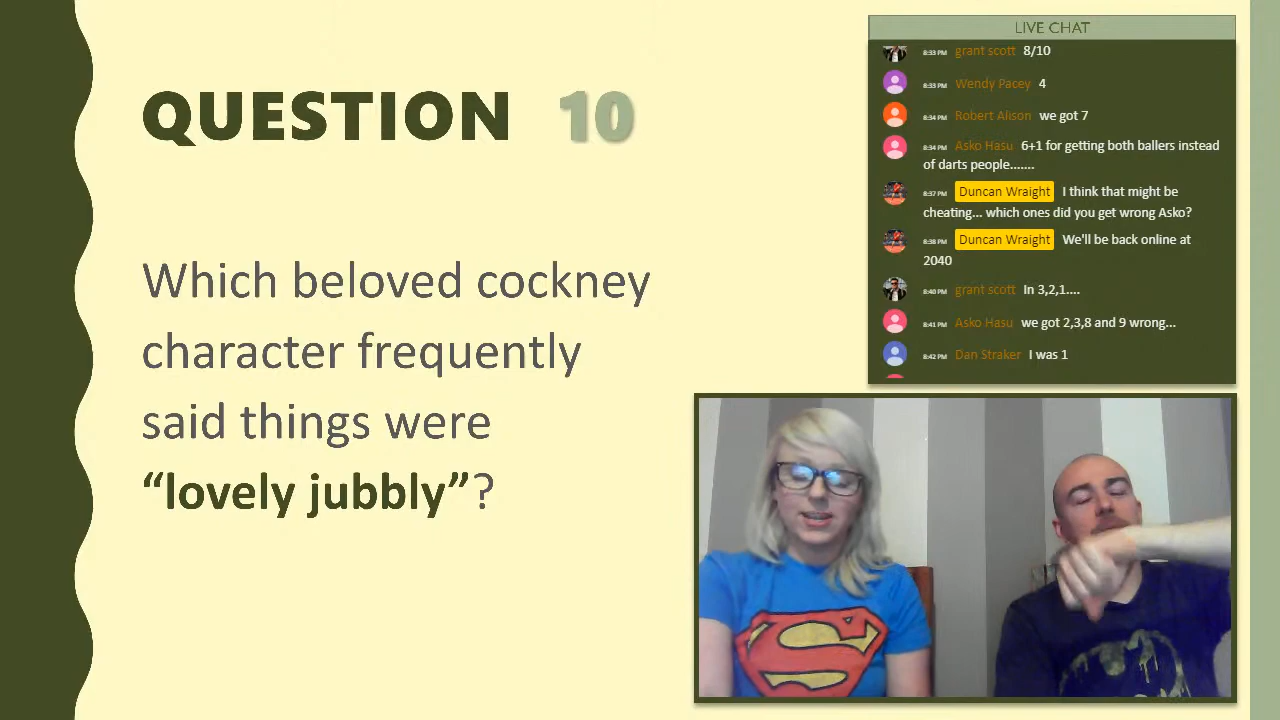 QUESTION 10
Which beloved cockney
character frequently
said things were
“lovely jubbly”?
LIVE CHAT
8:33 PM grant scott 8/10
8:33 PM Wendy Pacey 4
8:34 PM Robert Alison we got 7
8:34 PM Asko Hasu 6+1 for getting both ballers instead
of darts people.......
8:37 PM Duncan Wraight I think that might be
cheating... which ones did you get wrong Asko?
8:38 PM Duncan Wraight We'll be back online at
2040
8:40 PM grant scott In 3,2,1....
8:41 PM Asko Hasu we got 2,3,8 and 9 wrong...
8:42 PM Dan Straker I was 1